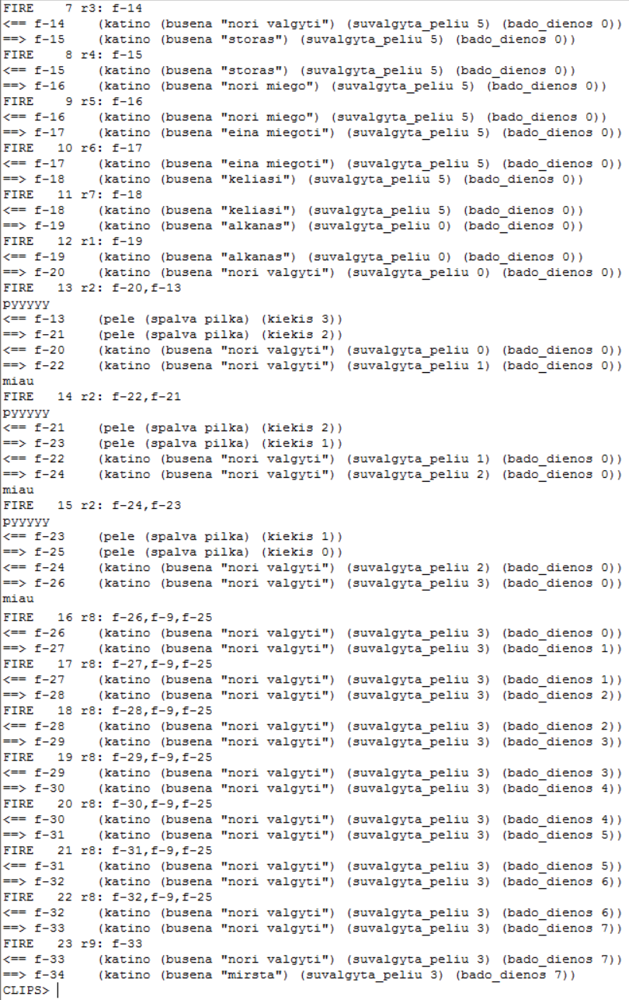 FIRE    7 r3: f-14
<== f-14    (katino (busena "nori valgyti") (suvalgyta_peliu 5) (bado_dienos 0))
==> f-15    (katino (busena "storas") (suvalgyta_peliu 5) (bado_dienos 0))
FIRE    8 r4: f-15
<== f-15    (katino (busena "storas") (suvalgyta_peliu 5) (bado_dienos 0))
==> f-16    (katino (busena "nori miego") (suvalgyta_peliu 5) (bado_dienos 0))
FIRE    9 r5: f-16
<== f-16    (katino (busena "nori miego") (suvalgyta_peliu 5) (bado_dienos 0))
==> f-17    (katino (busena "eina miegoti") (suvalgyta_peliu 5) (bado_dienos 0))
FIRE   10 r6: f-17
<== f-17    (katino (busena "eina miegoti") (suvalgyta_peliu 5) (bado_dienos 0))
==> f-18    (katino (busena "keliasi") (suvalgyta_peliu 5) (bado_dienos 0))
FIRE   11 r7: f-18
<== f-18    (katino (busena "keliasi") (suvalgyta_peliu 5) (bado_dienos 0))
==> f-19    (katino (busena "alkanas") (suvalgyta_peliu 0) (bado_dienos 0))
FIRE   12 r1: f-19
<== f-19    (katino (busena "alkanas") (suvalgyta_peliu 0) (bado_dienos 0))
==> f-20    (katino (busena "nori valgyti") (suvalgyta_peliu 0) (bado_dienos 0))
FIRE   13 r2: f-20,f-13
pyyyyy
<== f-13    (pele (spalva pilka) (kiekis 3))
==> f-21    (pele (spalva pilka) (kiekis 2))
<== f-20    (katino (busena "nori valgyti") (suvalgyta_peliu 0) (bado_dienos 0))
==> f-22    (katino (busena "nori valgyti") (suvalgyta_peliu 1) (bado_dienos 0))
miau
FIRE   14 r2: f-22,f-21
pyyyyy
<== f-21    (pele (spalva pilka) (kiekis 2))
==> f-23    (pele (spalva pilka) (kiekis 1))
<== f-22    (katino (busena "nori valgyti") (suvalgyta_peliu 1) (bado_dienos 0))
==> f-24    (katino (busena "nori valgyti") (suvalgyta_peliu 2) (bado_dienos 0))
miau
FIRE   15 r2: f-24,f-23
pyyyyy
<== f-23    (pele (spalva pilka) (kiekis 1))
==> f-25    (pele (spalva pilka) (kiekis 0))
<== f-24    (katino (busena "nori valgyti") (suvalgyta_peliu 2) (bado_dienos 0))
==> f-26    (katino (busena "nori valgyti") (suvalgyta_peliu 3) (bado_dienos 0))
miau
FIRE   16 r8: f-26,f-9,f-25
<== f-26    (katino (busena "nori valgyti") (suvalgyta_peliu 3) (bado_dienos 0))
==> f-27    (katino (busena "nori valgyti") (suvalgyta_peliu 3) (bado_dienos 1))
FIRE   17 r8: f-27,f-9,f-25
<== f-27    (katino (busena "nori valgyti") (suvalgyta_peliu 3) (bado_dienos 1))
==> f-28    (katino (busena "nori valgyti") (suvalgyta_peliu 3) (bado_dienos 2))
FIRE   18 r8: f-28,f-9,f-25
<== f-28    (katino (busena "nori valgyti") (suvalgyta_peliu 3) (bado_dienos 2))
==> f-29    (katino (busena "nori valgyti") (suvalgyta_peliu 3) (bado_dienos 3))
FIRE   19 r8: f-29,f-9,f-25
<== f-29    (katino (busena "nori valgyti") (suvalgyta_peliu 3) (bado_dienos 3))
==> f-30    (katino (busena "nori valgyti") (suvalgyta_peliu 3) (bado_dienos 4))
FIRE   20 r8: f-30,f-9,f-25
<== f-30    (katino (busena "nori valgyti") (suvalgyta_peliu 3) (bado_dienos 4))
==> f-31    (katino (busena "nori valgyti") (suvalgyta_peliu 3) (bado_dienos 5))
FIRE   21 r8: f-31,f-9,f-25
<== f-31    (katino (busena "nori valgyti") (suvalgyta_peliu 3) (bado_dienos 5))
==> f-32    (katino (busena "nori valgyti") (suvalgyta_peliu 3) (bado_dienos 6))
FIRE   22 r8: f-32,f-9,f-25
<== f-32    (katino (busena "nori valgyti") (suvalgyta_peliu 3) (bado_dienos 6))
==> f-33    (katino (busena "nori valgyti") (suvalgyta_peliu 3) (bado_dienos 7))
FIRE   23 r9: f-33
<== f-33    (katino (busena "nori valgyti") (suvalgyta_peliu 3) (bado_dienos 7))
==> f-34    (katino (busena "mirsta") (suvalgyta_peliu 3) (bado_dienos 7))
CLIPS>